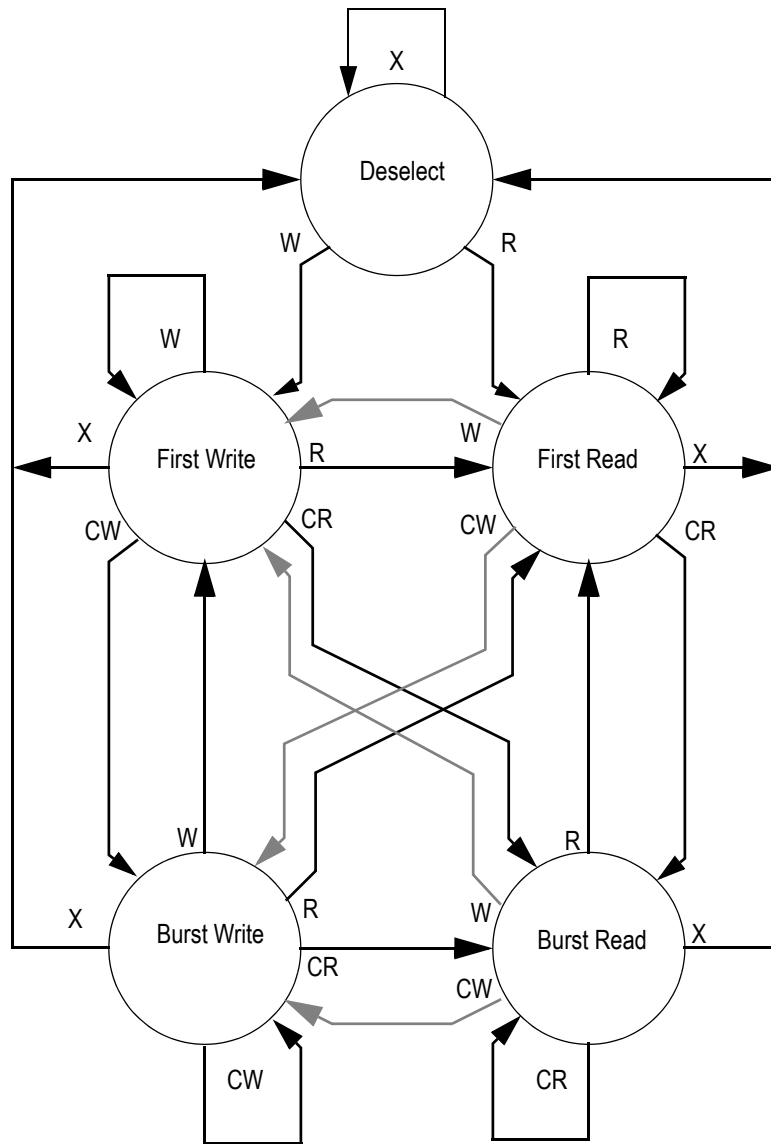 X
Deselect
W
R
W
R
X
W
First Write
R
First Read
X
CW
CR
CW
CR
W
R
X
R
W
Burst Write
Burst Read
X
CR
CW
CW
CR